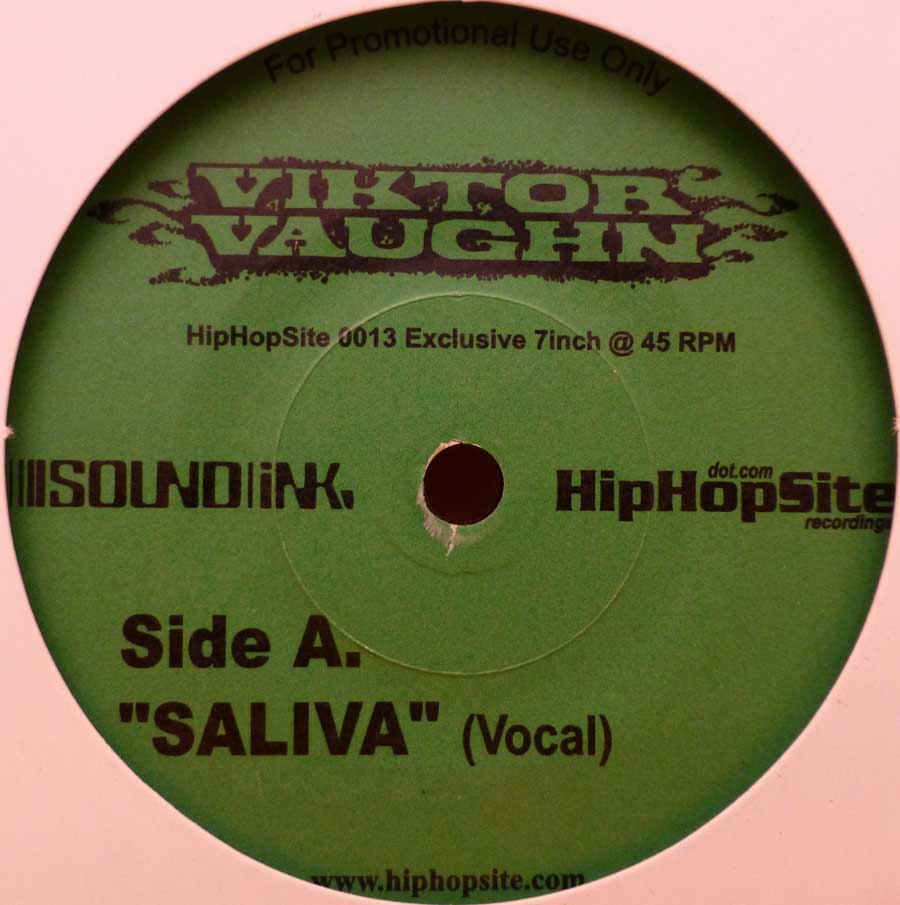 For Promotional Use Only
VIKTOR
VAUGHN
HipHopSite 0013 Exclusive 7inch @ 45 RPM
SOUND iNK.
dot.com
HipHopSite
recordings
Side A.
"SALIVA" (Vocal)
www.hiphopsite.com